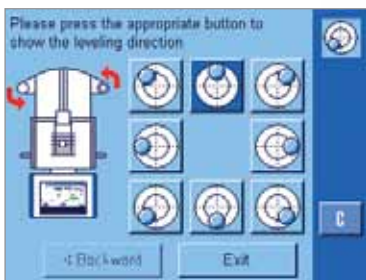 Please press the appropriate button to
show the leveling direction
C
Backward
Exit